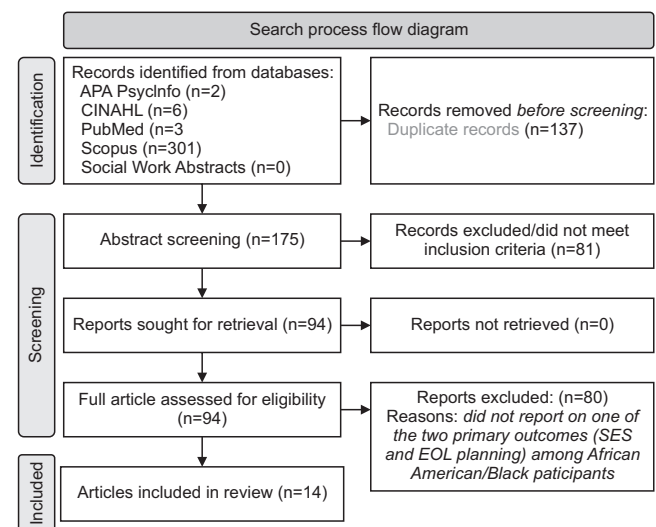 Search process flow diagram
Identification
Records identified from databases:
APA PsycInfo (n=2)
CINAHL (n=6)
PubMed (n=3
Scopus (n=301)
Social Work Abstracts (n=0)
Records removed before screening:
Duplicate records (n=137)
Screening
Abstract screening (n=175)
Records excluded/did not meet
inclusion criteria (n=81)
Reports sought for retrieval (n=94)
Reports not retrieved (n=0)
Full article assessed for eligibility
(n=94)
Reports excluded: (n=80)
Reasons: did not report on one of
the two primary outcomes (SES
and EOL planning) among African
American/Black paticipants
Included
Articles included in review (n=14)